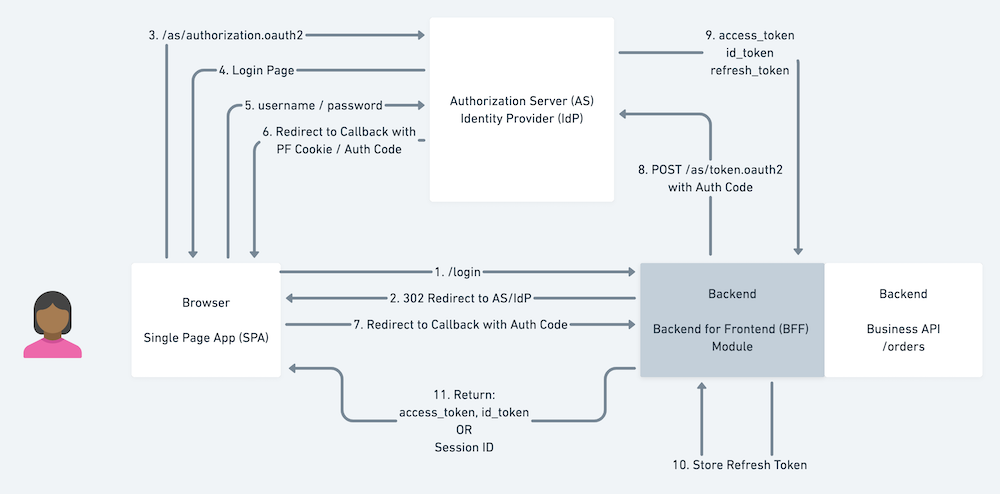 3. /as/authorization.oauth2
4. Login Page
5. username / password
6. Redirect to Callback with
PF Cookie / Auth Code
Authorization Server (AS)
Identity Provider (IdP)
9. access_token
id_token
refresh_token
8. POST /as/token.oauth2
with Auth Code
Browser
Single Page App (SPA)
1. /login
2. 302 Redirect to AS/IdP
7. Redirect to Callback with Auth Code
Backend
Backend for Frontend (BFF)
Module
Backend
Business API
/orders
11. Return:
access_token, id_token
OR
Session ID
10. Store Refresh Token